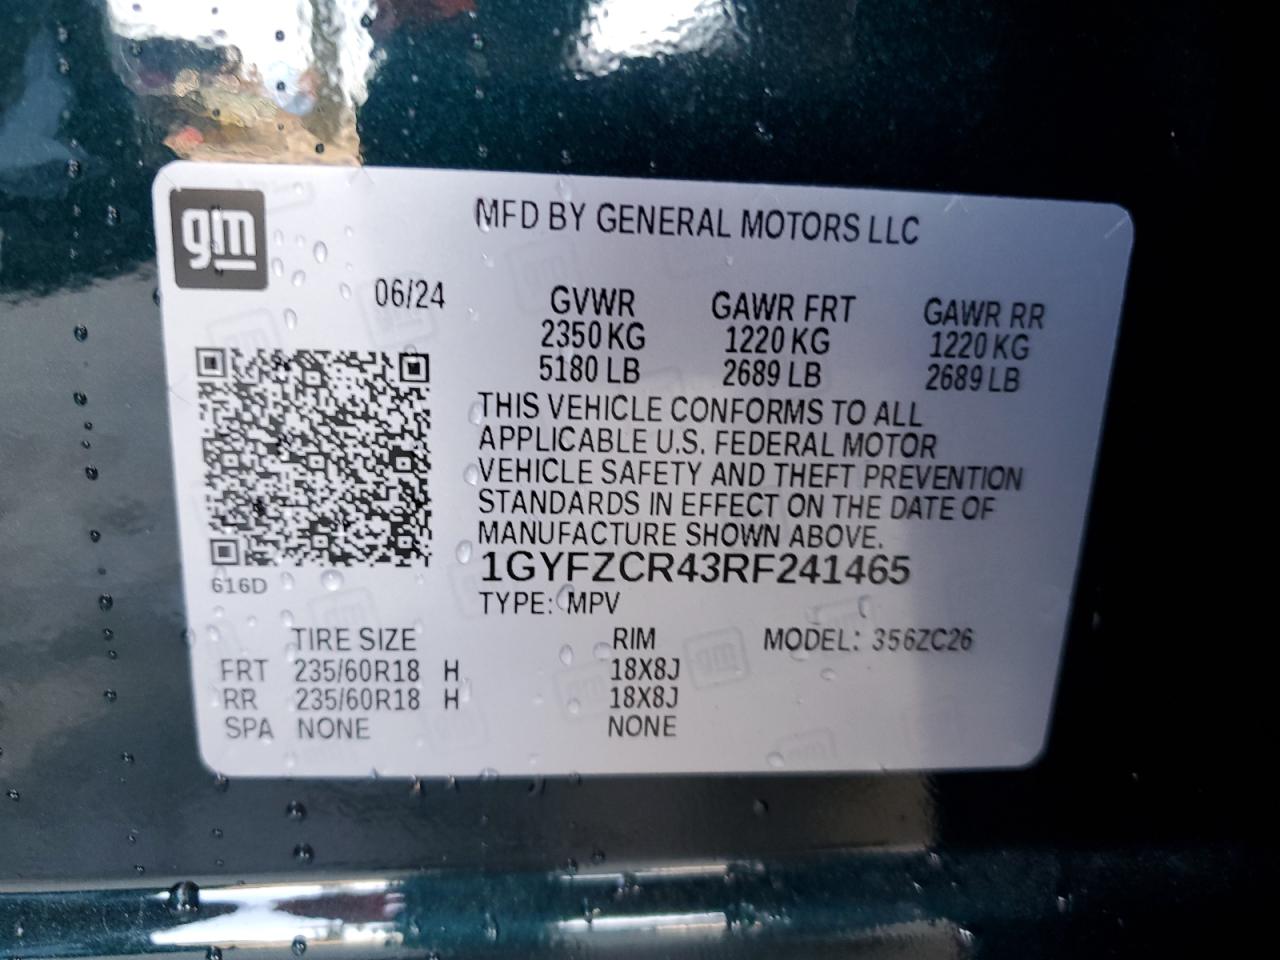 gm
MFD BY GENERAL MOTORS LLC
06/24
GVWR GAWR FRT GAWR RR
2350 KG 1220 KG 1220 KG
5180 LB 2689 LB 2689 LB
THIS VEHICLE CONFORMS TO ALL
APPLICABLE U.S. FEDERAL MOTOR
VEHICLE SAFETY AND THEFT PREVENTION
STANDARDS IN EFFECT ON THE DATE OF
MANUFACTURE SHOWN ABOVE.
1GYFZCR43RF241465
616D
TYPE: MPV
TIRE SIZE RIM MODEL: 356ZC26
FRT 235/60R18 H 18X8J
RR 235/60R18 H 18X8J
SPA NONE NONE